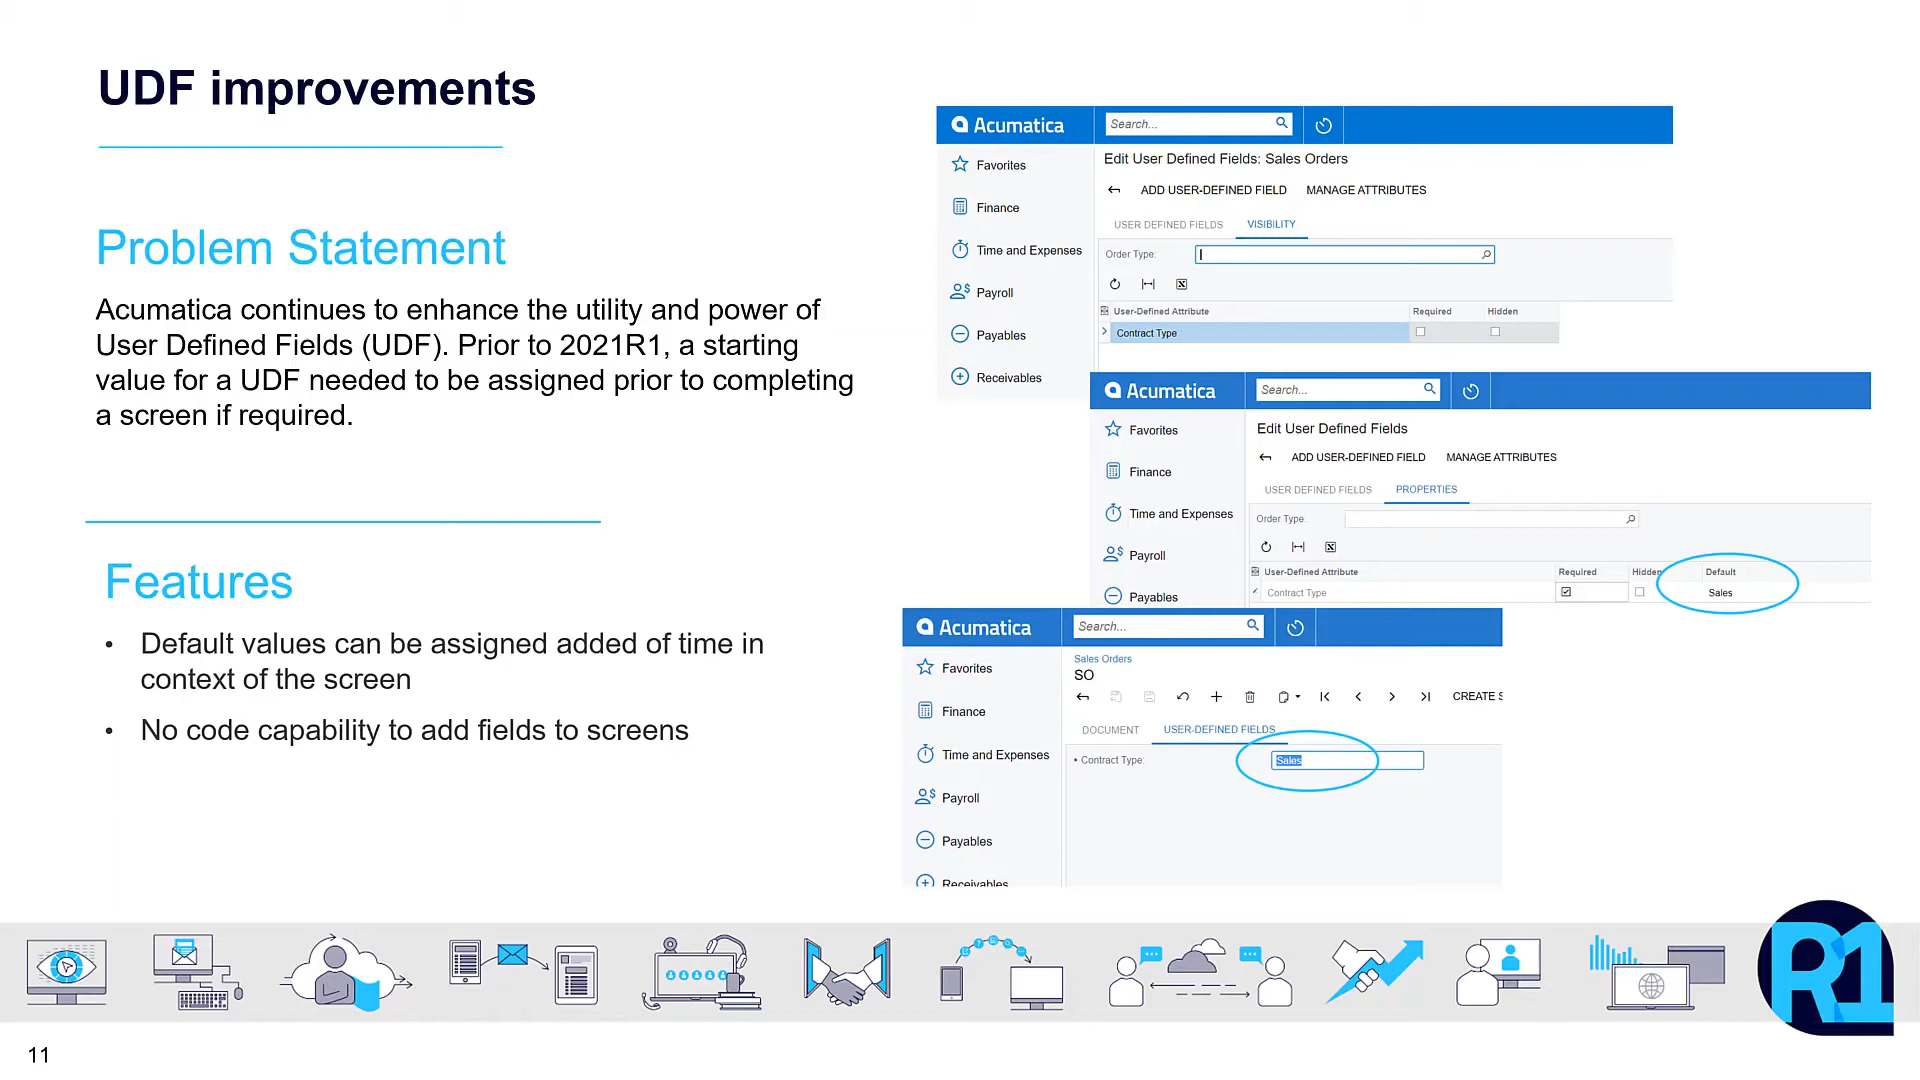 UDF improvements
Problem Statement
Acumatica continues to enhance the utility and power of
User Defined Fields (UDF). Prior to 2021R1, a starting
value for a UDF needed to be assigned prior to completing
a screen if required.
Features
• Default values can be assigned added of time in
context of the screen
• No code capability to add fields to screens
Acumatica
Search...
Favorites
Finance
Time and Expenses
Payroll
Payables
Receivables
Edit User Defined Fields: Sales Orders
ADD USER-DEFINED FIELD MANAGE ATTRIBUTES
USER DEFINED FIELDS VISIBILITY
Order Type:
User-Defined Attribute Required Hidden
Contract Type
Acumatica
Search...
Favorites
Finance
Time and Expenses
Payroll
Payables
Edit User Defined Fields
ADD USER-DEFINED FIELD MANAGE ATTRIBUTES
USER DEFINED FIELDS PROPERTIES
Order Type:
User-Defined Attribute Required Hidden Default
Contract Type Sales
Acumatica
Search...
Favorites
Finance
Time and Expenses
Payroll
Payables
Receivables
Sales Orders
SO
CREATE S
DOCUMENT USER-DEFINED FIELDS
• Contract Type: Sales
R1
11